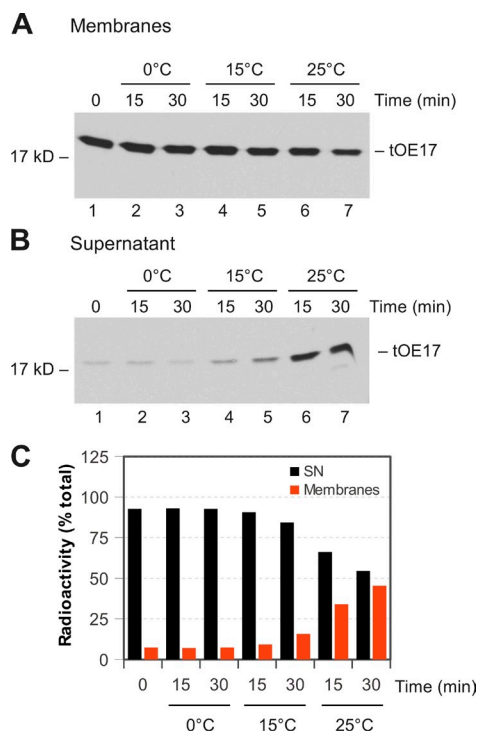 A Membranes
0°C 15°C 25°C
0 15 30 15 30 15 30 Time (min)
17 kD – – tOE17
1 2 3 4 5 6 7
B Supernatant
0°C 15°C 25°C
0 15 30 15 30 15 30 Time (min)
– tOE17
17 kD –
1 2 3 4 5 6 7
C
125
SN
Membranes
100
75
50
25
0
Radioactivity (% total)
0 15 30 15 30 15 30 Time (min)
0°C 15°C 25°C